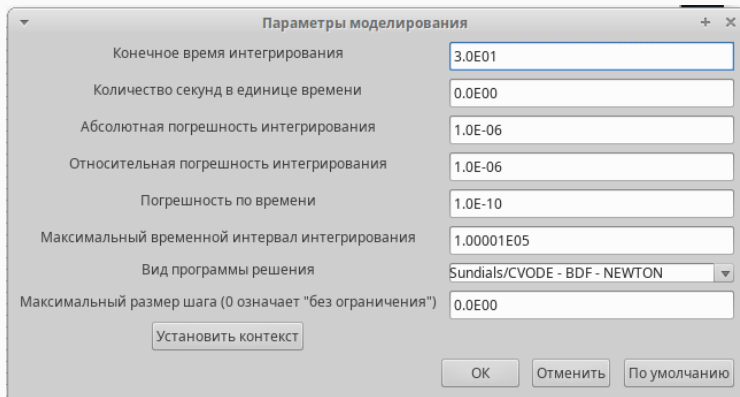 Параметры моделирования
Конечное время интегрирования 3.0E01
Количество секунд в единице времени 0.0E00
Абсолютная погрешность интегрирования 1.0E-06
Относительная погрешность интегрирования 1.0E-06
Погрешность по времени 1.0E-10
Максимальный временной интервал интегрирования 1.00001E05
Вид программы решения Sundials/CVODE - BDF - NEWTON
Максимальный размер шага (0 означает "без ограничения") 0.0E00
Установить контекст
ОК Отменить По умолчанию